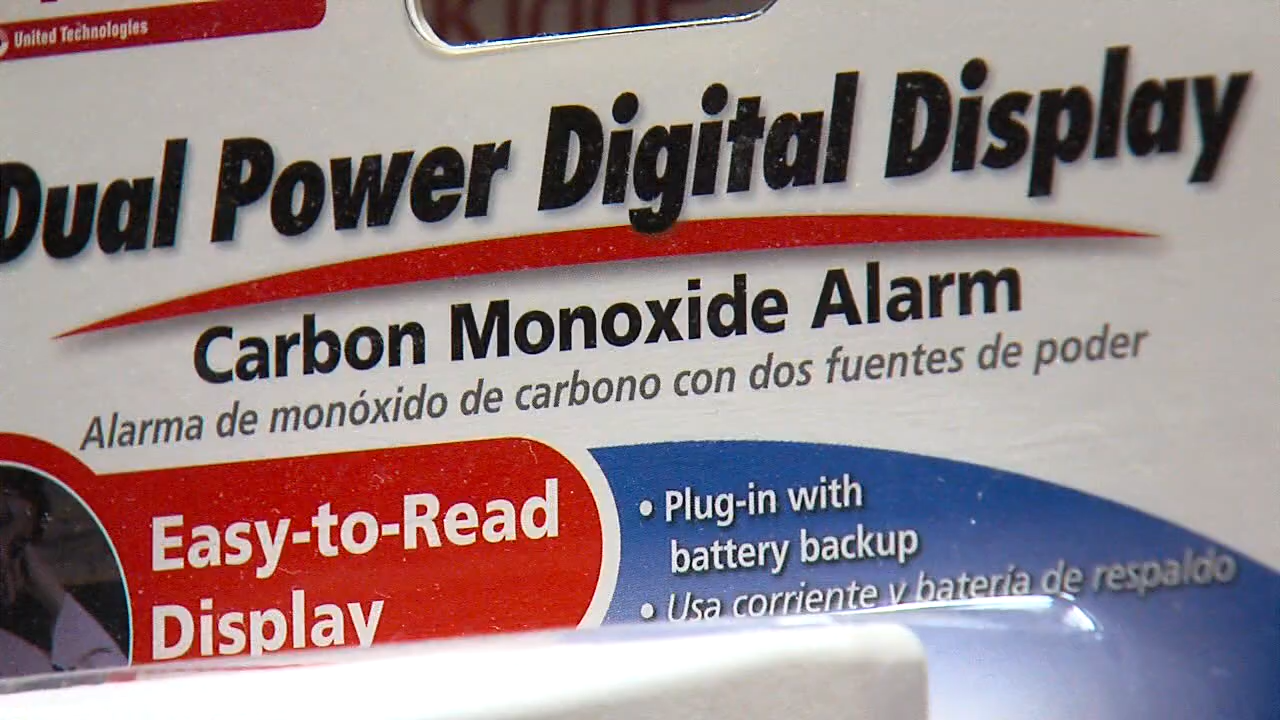 United Technologies
Dual Power Digital Display
Carbon Monoxide Alarm
Alarma de monóxido de carbono con dos fuentes de poder
Easy-to-Read
Display
• Plug-in with
battery backup
• Usa corriente y batería de respaldo